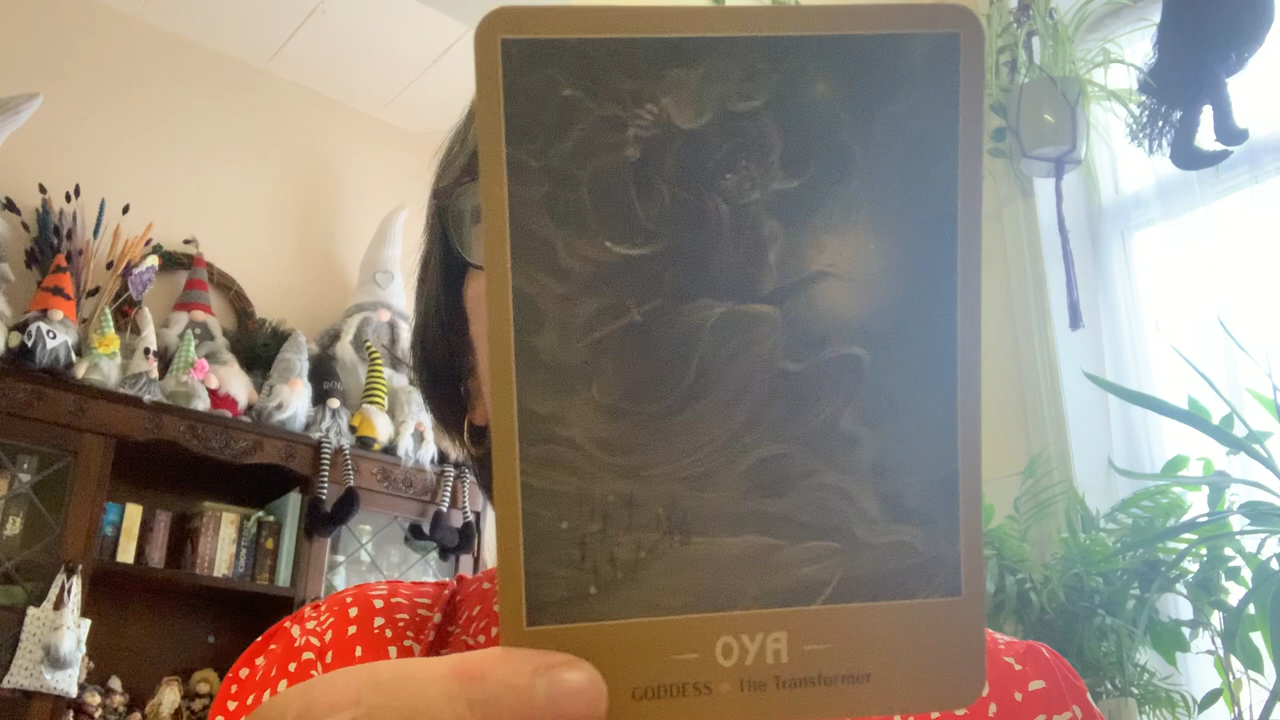 — OYA —
GODDESS • The Transformer